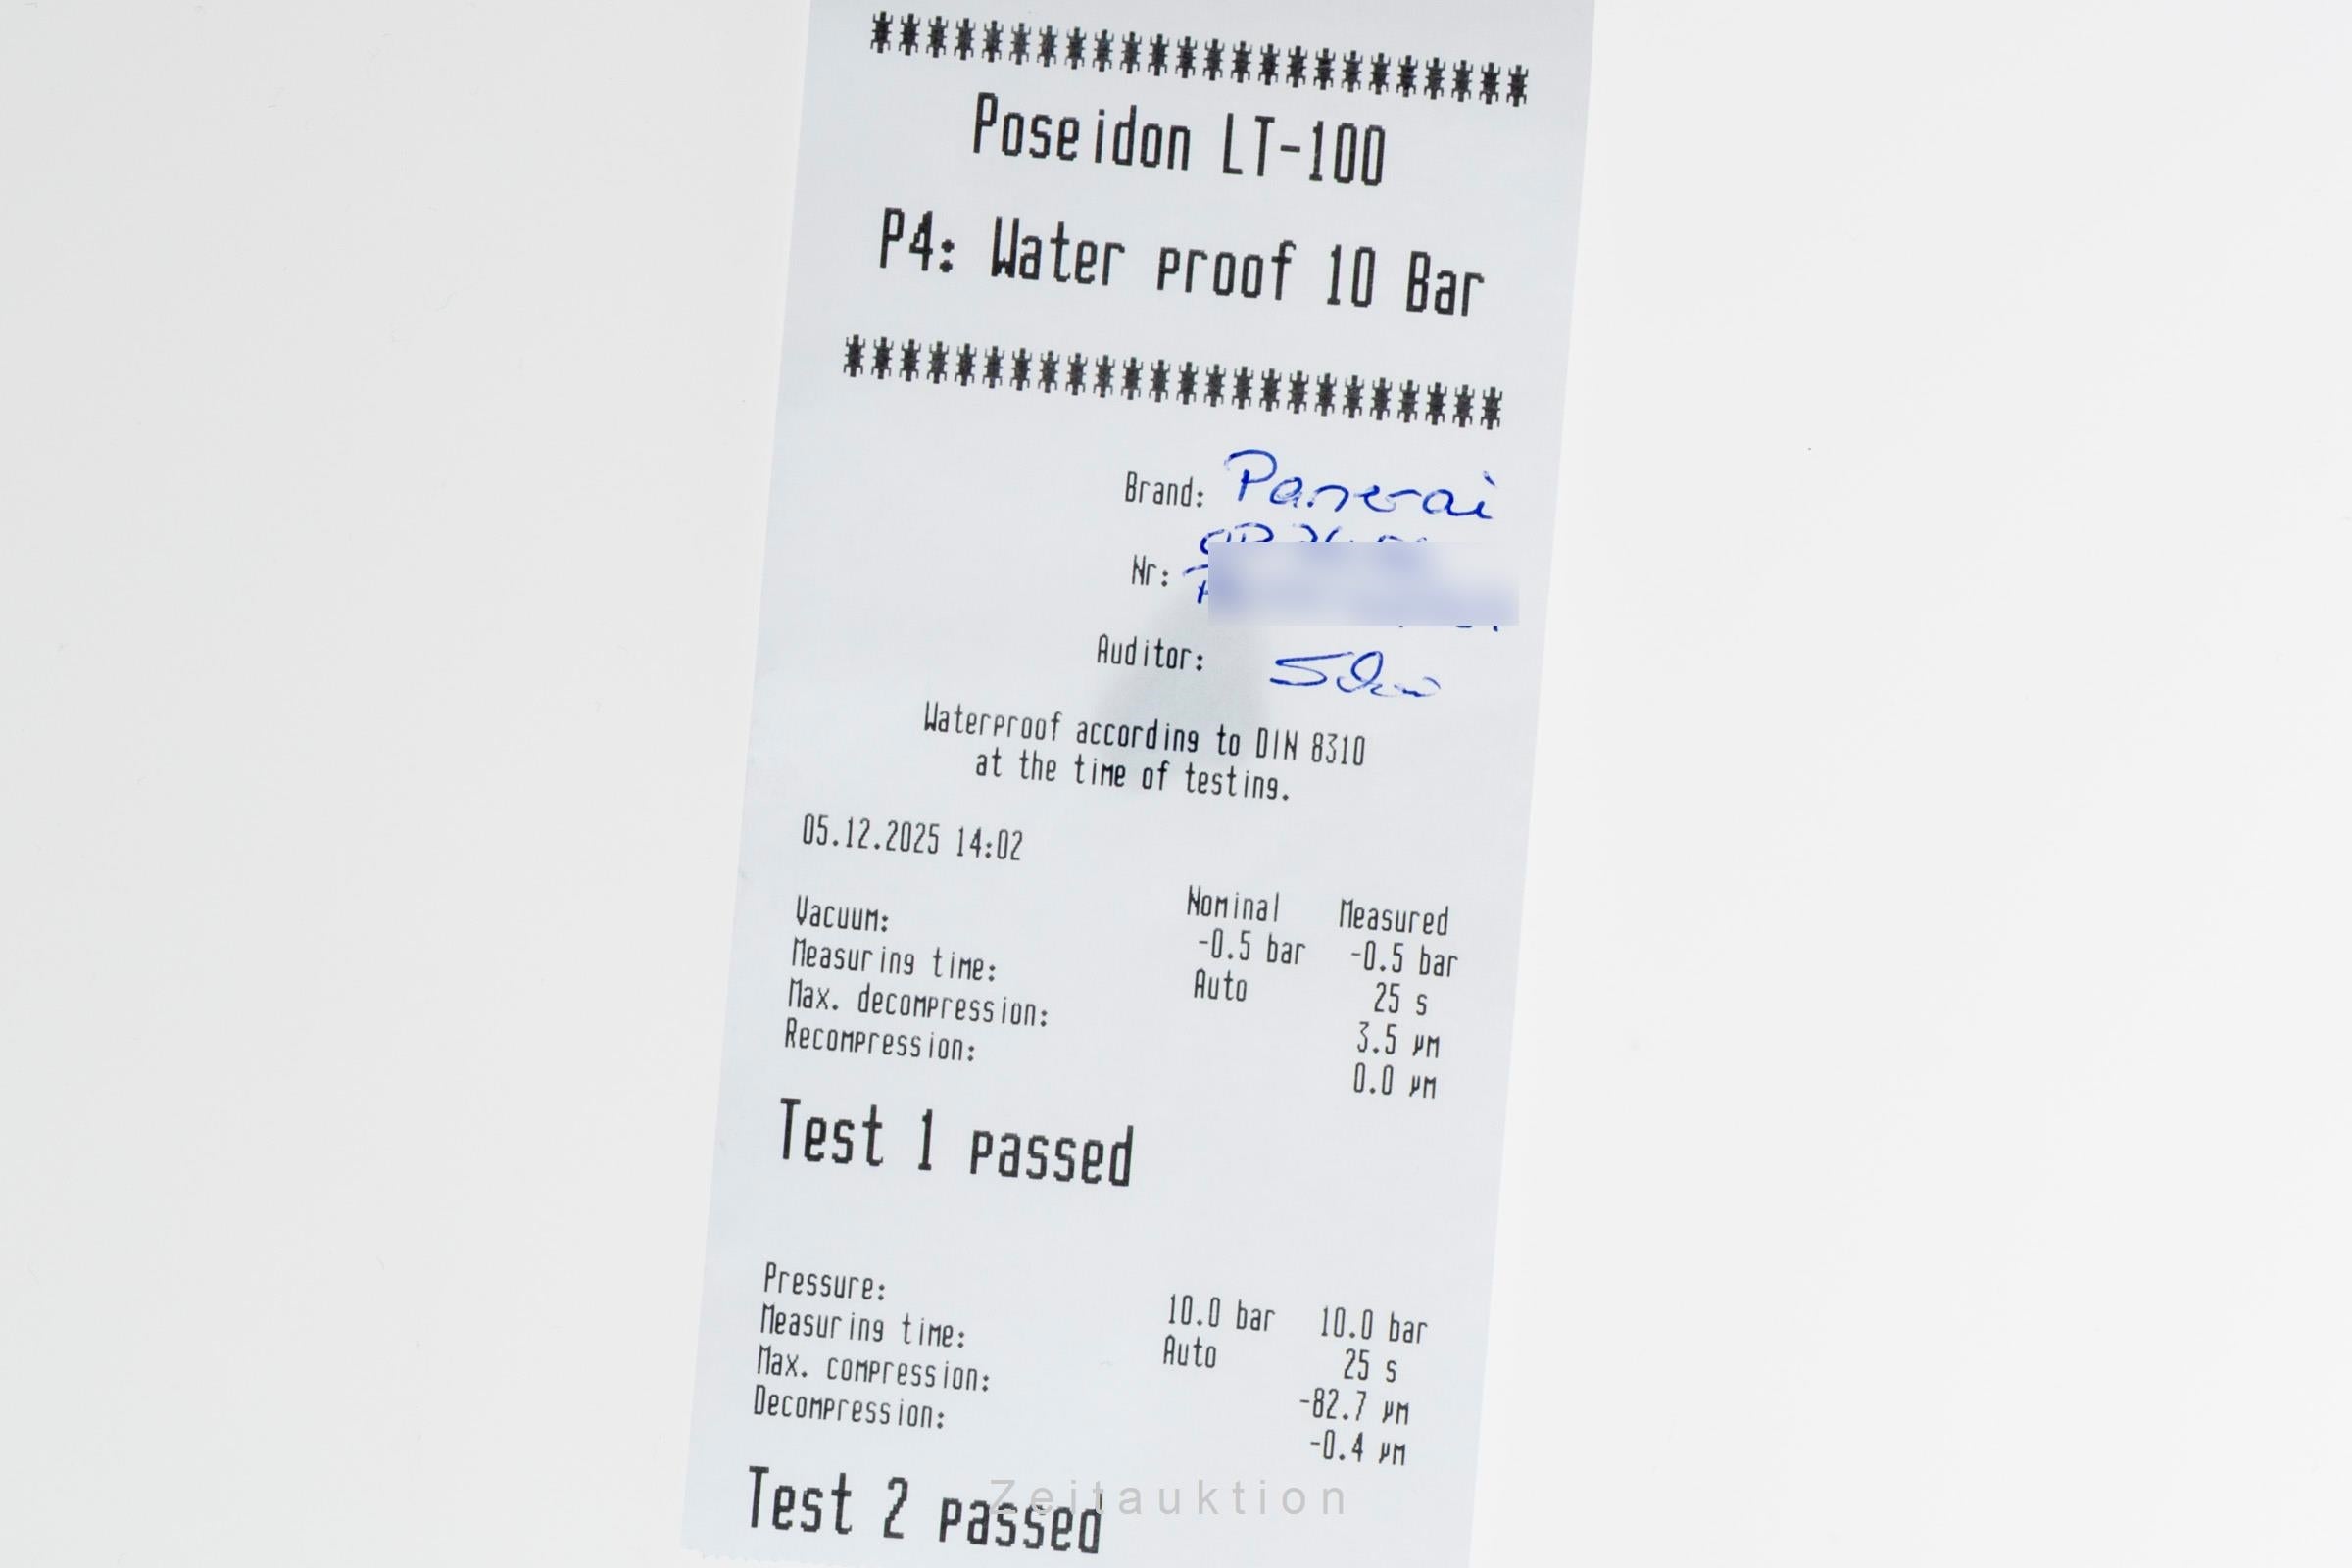 ************************
Poseidon LT-100
P4: Water proof 10 Bar
************************
Brand: Panerai
Nr:
Auditor:
Waterproof according to DIN 8310
at the time of testing.
05.12.2025 14:02
Nominal Measured
Vacuum: -0.5 bar -0.5 bar
Measuring time: Auto 25 s
Max. decompression: 3.5 µm
Recompression: 0.0 µm
Test 1 passed
Pressure: 10.0 bar 10.0 bar
Measuring time: Auto 25 s
Max. compression: -82.7 µm
Decompression: -0.4 µm
Test 2 passed
Zeitauktion